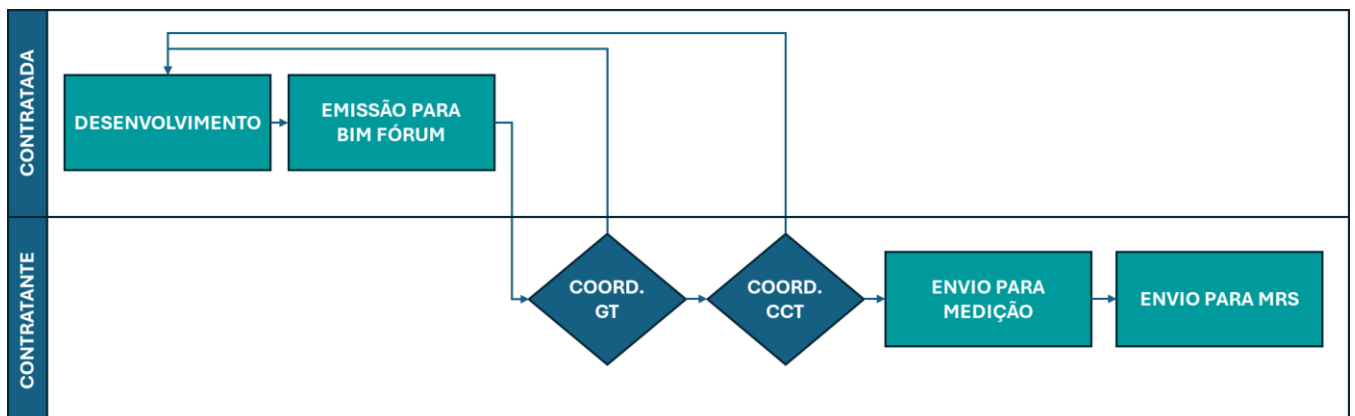 CONTRATADA
DESENVOLVIMENTO
EMISSÃO PARA
BIM FÓRUM
CONTRATANTE
COORD.
GT
COORD.
CCT
ENVIO PARA
MEDIÇÃO
ENVIO PARA MRS